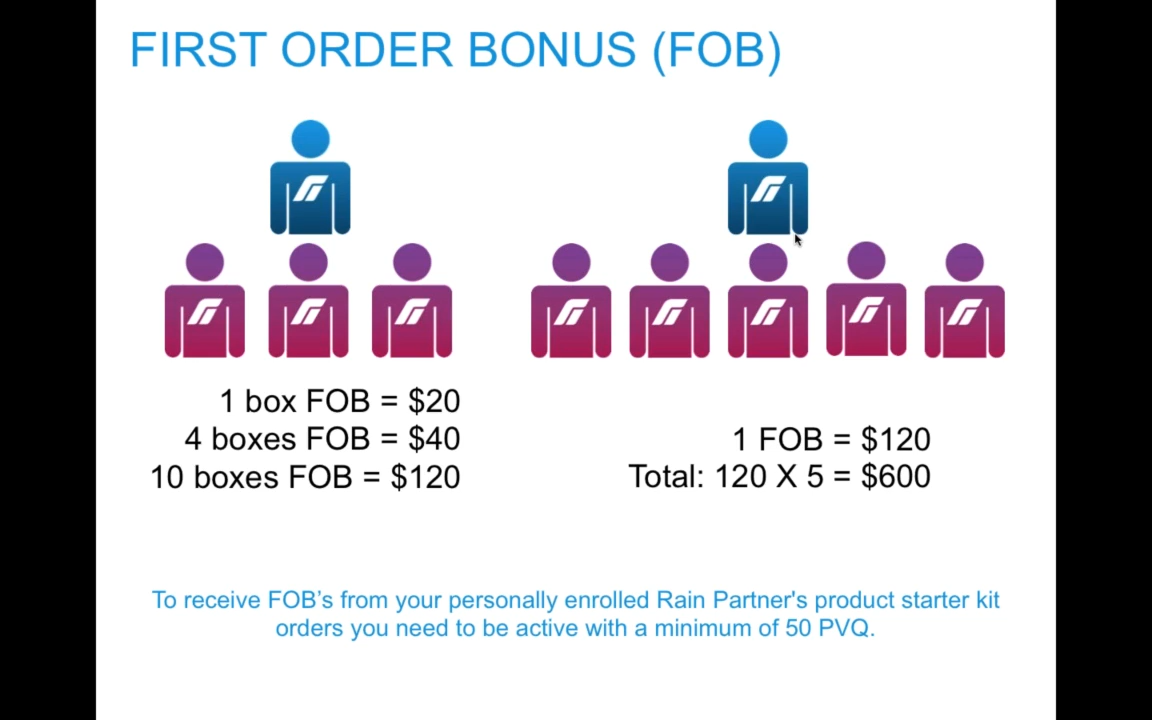 FIRST ORDER BONUS (FOB)
1 box FOB = $20
4 boxes FOB = $40
10 boxes FOB = $120
1 FOB = $120
Total: 120 X 5 = $600
To receive FOB's from your personally enrolled Rain Partner's product starter kit
orders you need to be active with a minimum of 50 PVQ.